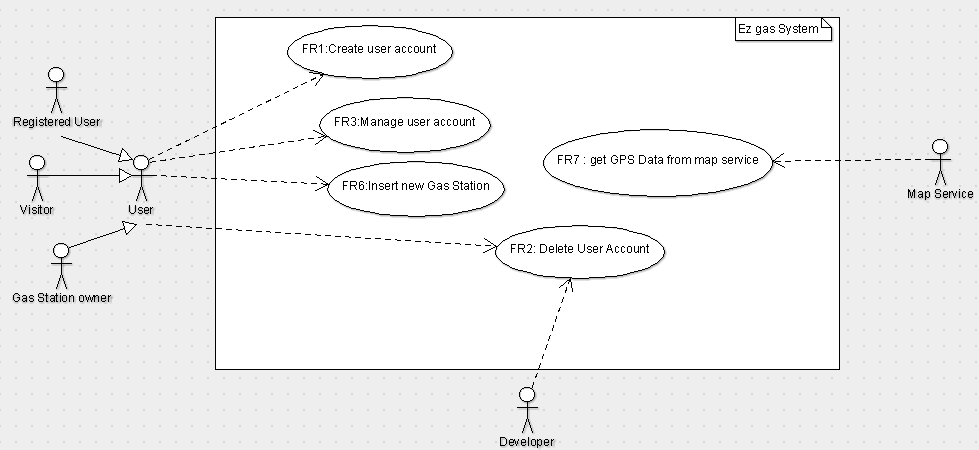 Ez gas System
FR1:Create user account
Registered User
FR3:Manage user account
FR7 : get GPS Data from map service
FR6:Insert new Gas Station
Visitor
User
Map Service
FR2: Delete User Account
Gas Station owner
Developer